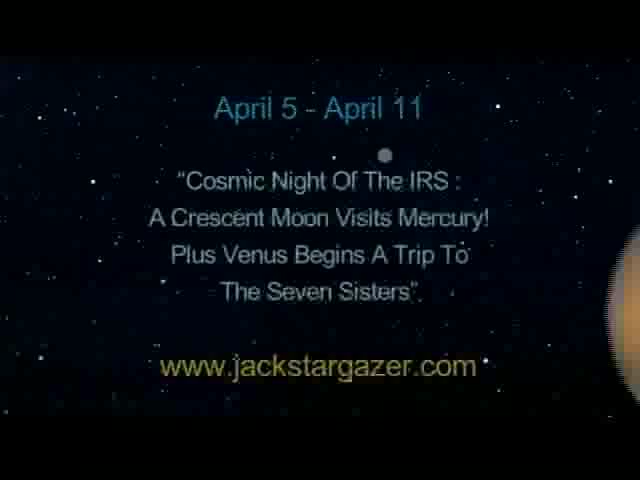 April 5 - April 11
“Cosmic Night Of The IRS :
A Crescent Moon Visits Mercury!
Plus Venus Begins A Trip To
The Seven Sisters”.
www.jackstargazer.com